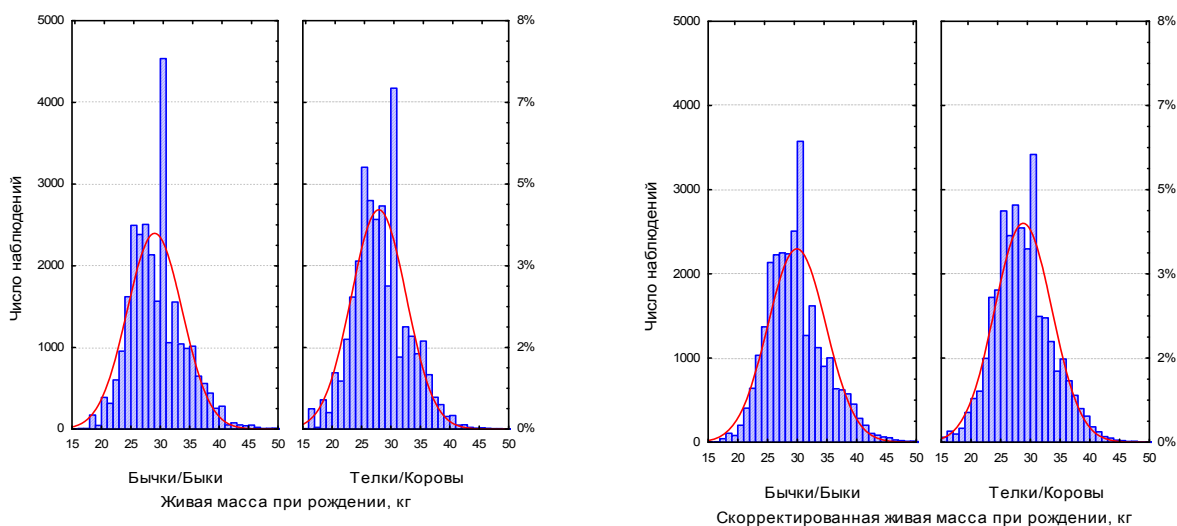 5000
4000
3000
2000
1000
0
Число наблюдений
15 20 25 30 35 40 45 50
15 20 25 30 35 40 45 50
8%
7%
5%
3%
2%
0%
Бычки/Быки
Телки/Коровы
Живая масса при рождении, кг
5000
4000
3000
2000
1000
0
Число наблюдений
15 20 25 30 35 40 45 50
15 20 25 30 35 40 45 50
8%
7%
5%
3%
2%
0%
Бычки/Быки
Телки/Коровы
Скорректированная живая масса при рождении, кг